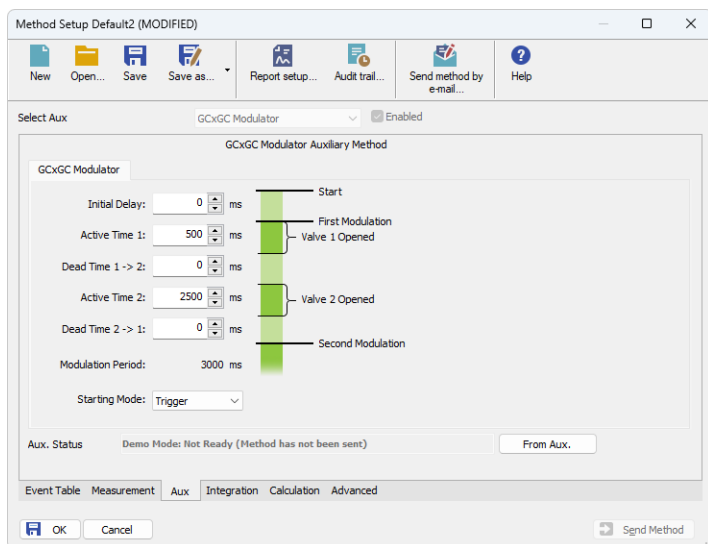 Method Setup Default2 (MODIFIED)
New Open... Save Save as... Report setup... Audit trail... Send method by e-mail... Help
Select Aux GCxGC Modulator Enabled
GCxGC Modulator Auxiliary Method
GCxGC Modulator
Start
Initial Delay: 0 ms
First Modulation
Active Time 1: 500 ms Valve 1 Opened
Dead Time 1 -> 2: 0 ms
Active Time 2: 2500 ms Valve 2 Opened
Dead Time 2 -> 1: 0 ms
Second Modulation
Modulation Period: 3000 ms
Starting Mode: Trigger
Aux. Status Demo Mode: Not Ready (Method has not been sent) From Aux.
Event Table Measurement Aux Integration Calculation Advanced
OK Cancel Send Method